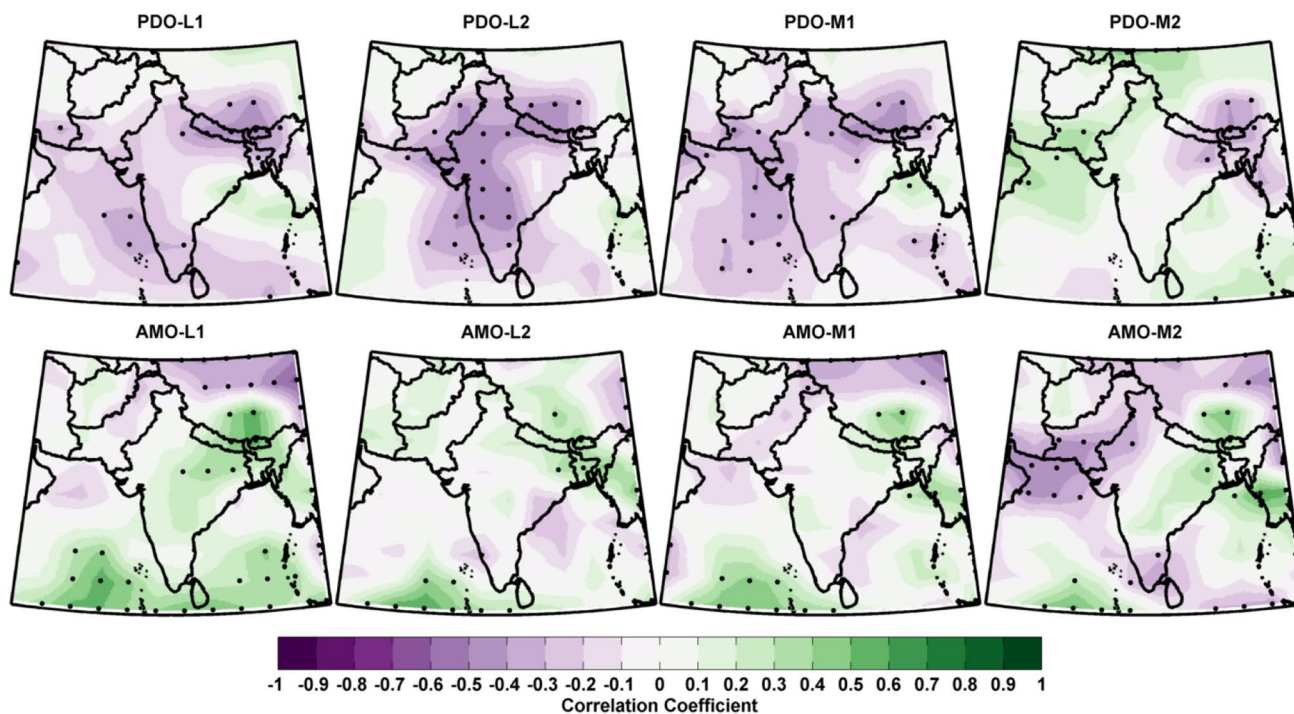 PDO-L1 PDO-L2 PDO-M1 PDO-M2
AMO-L1 AMO-L2 AMO-M1 AMO-M2
-1 -0.9 -0.8 -0.7 -0.6 -0.5 -0.4 -0.3 -0.2 -0.1 0 0.1 0.2 0.3 0.4 0.5 0.6 0.7 0.8 0.9 1
Correlation Coefficient